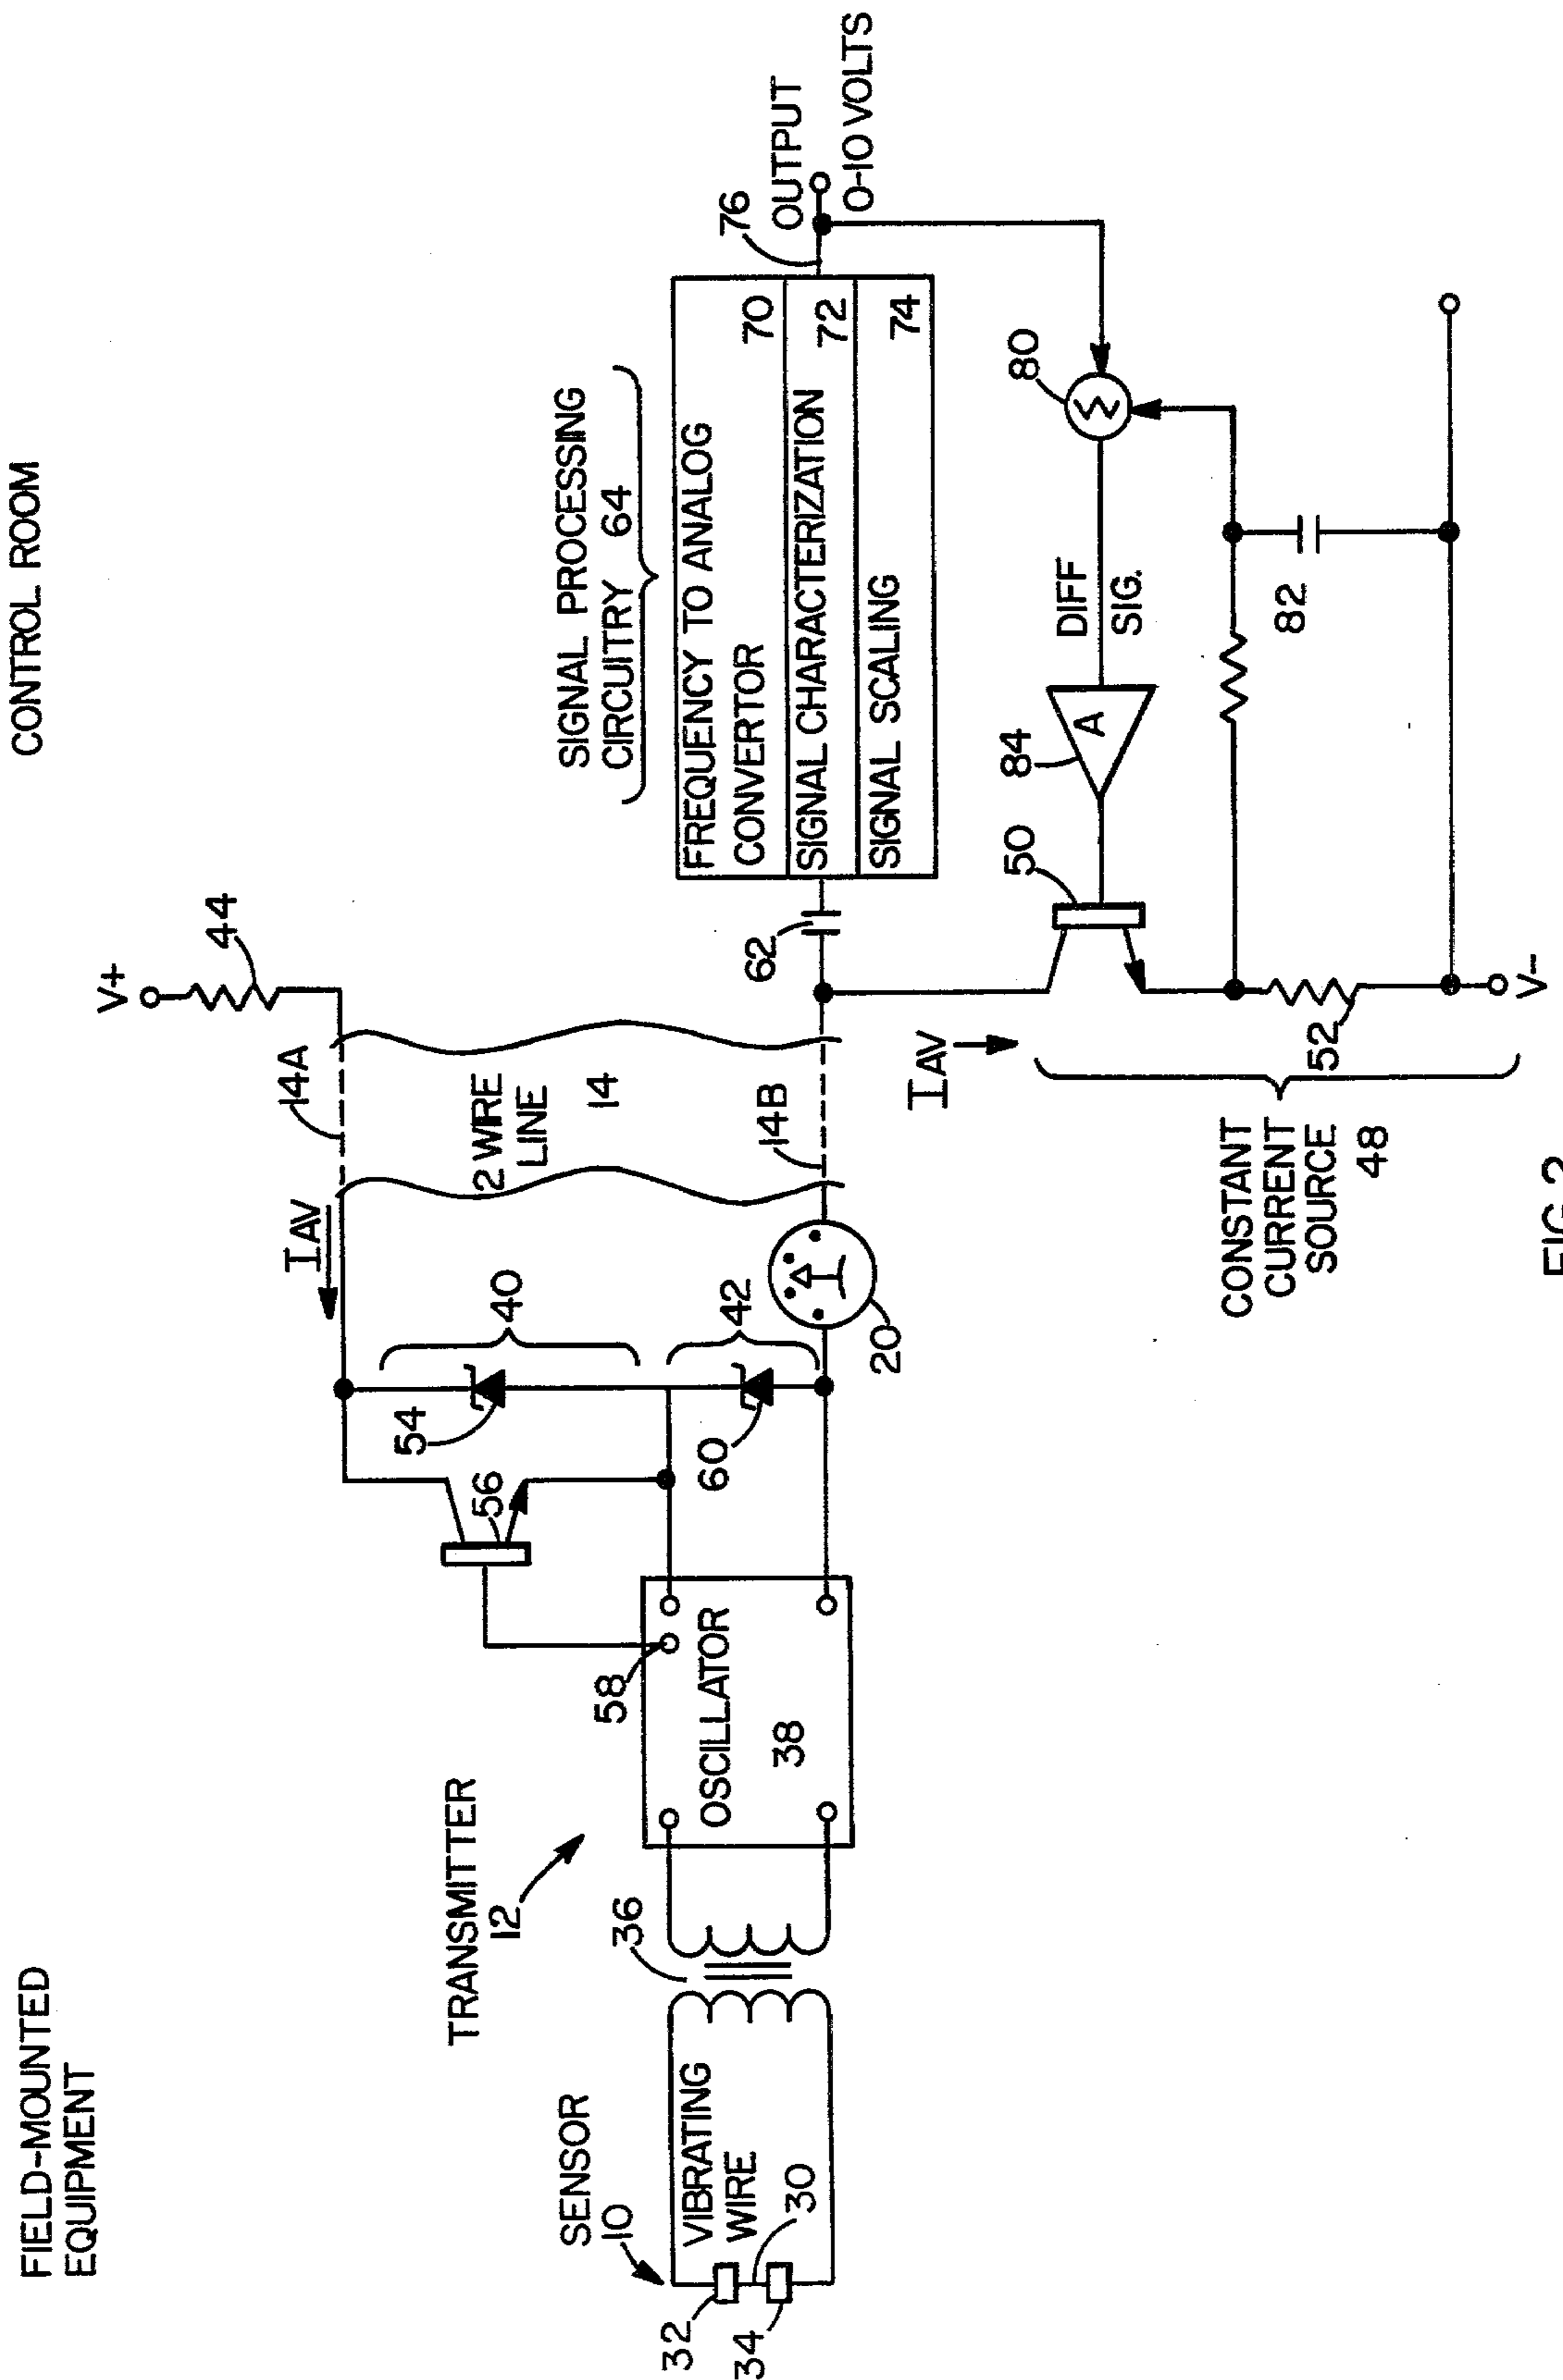 FIELD-MOUNTED
EQUIPMENT
CONTROL ROOM
SENSOR
10
32
34
VIBRATING
WIRE
30
36
TRANSMITTER
12
OSCILLATOR
38
58
56
54
40
60
42
20
I AV
14A
2 WIRE
LINE
14
14B
V+
44
SIGNAL PROCESSING
CIRCUITRY 64
62
FREQUENCY TO ANALOG
CONVERTOR 70
SIGNAL CHARACTERIZATION 72
SIGNAL SCALING 74
76
OUTPUT
0-10 VOLTS
I AV
50
84
A
DIFF
SIG.
80
82
52
V-
CONSTANT
CURRENT
SOURCE
48